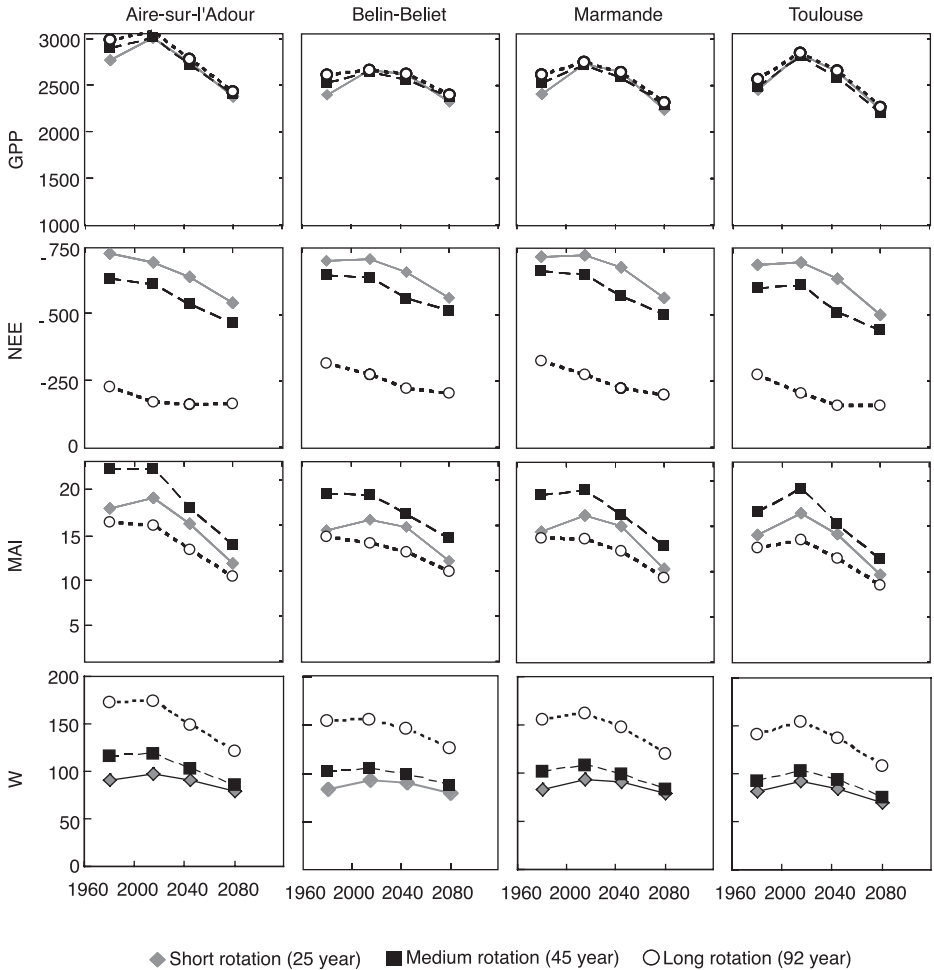 Aire-sur-l'Adour Belin-Beliet Marmande Toulouse
3000
2500
2000
1500
1000
GPP
-750
-500
-250
0
NEE
20
15
10
5
MAI
200
150
100
50
0
W
1960 2000 2040 2080 1960 2000 2040 2080 1960 2000 2040 2080 1960 2000 2040 2080
Short rotation (25 year) Medium rotation (45 year) Long rotation (92 year)